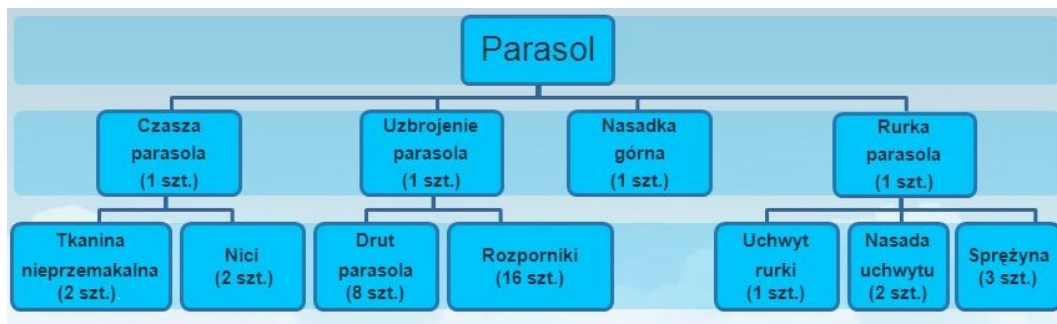 Parasol
Czasza
parasola
(1 szt.)
Uzbrojenie
parasola
(1 szt.)
Nasadka
górna
(1 szt.)
Rurka
parasola
(1 szt.)
Tkanina
nieprzemakalna
(2 szt.)
Nici
(2 szt.)
Drut
parasola
(8 szt.)
Rozporniki
(16 szt.)
Uchwyt
rurki
(1 szt.)
Nasada
uchwytu
(2 szt.)
Sprężyna
(3 szt.)